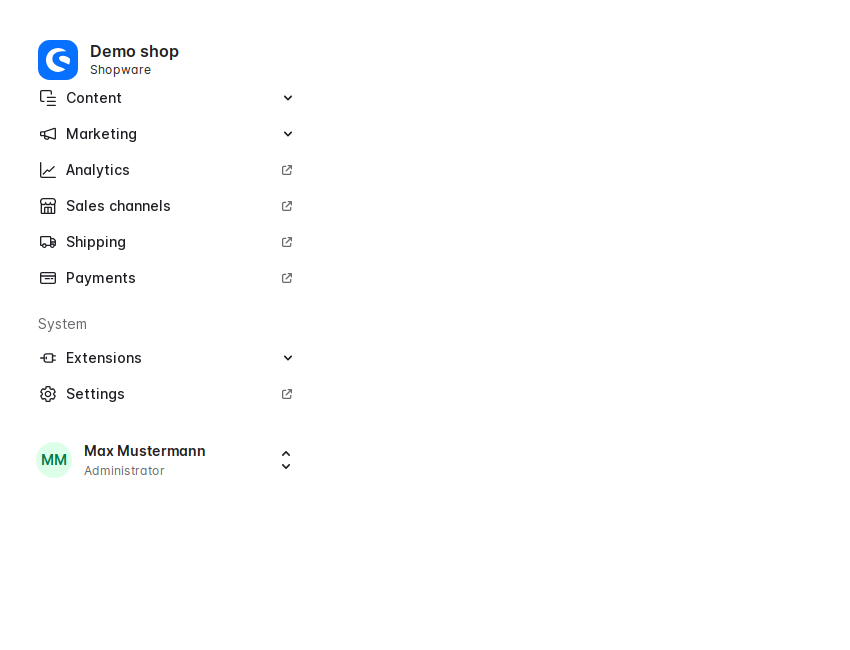 Demo shop
Shopware
Content
Marketing
Analytics
Sales channels
Shipping
Payments
System
Extensions
Settings
MM
Max Mustermann
Administrator